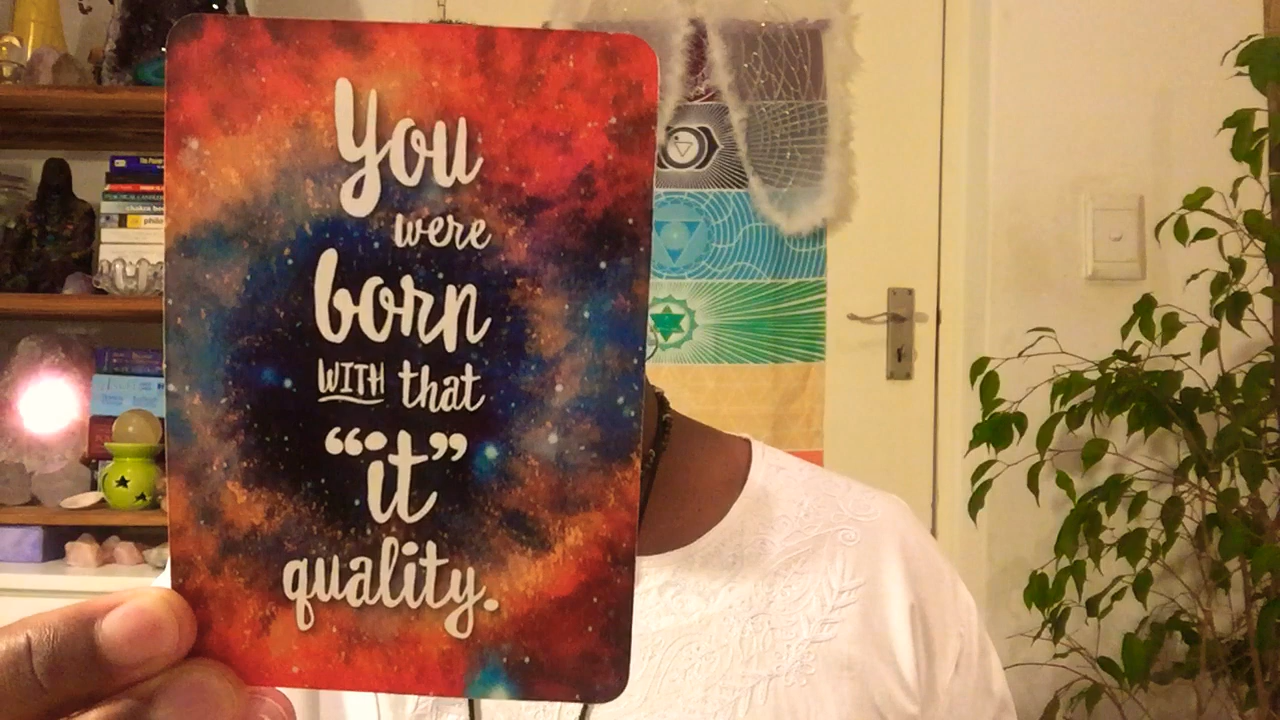 You
were
born
WITH that
“it”
quality.